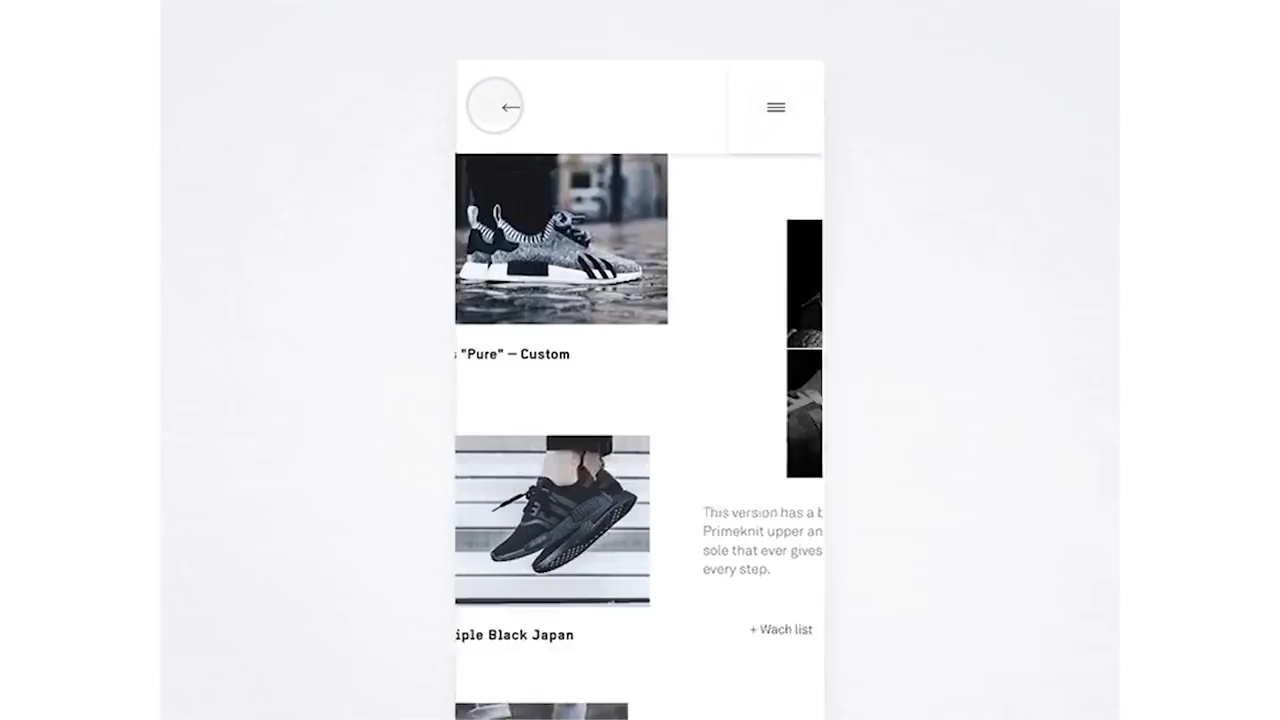 "Pure" — Custom
iple Black Japan
This version has a b
Primeknit upper an
sole that ever gives
every step.
+ Wach list